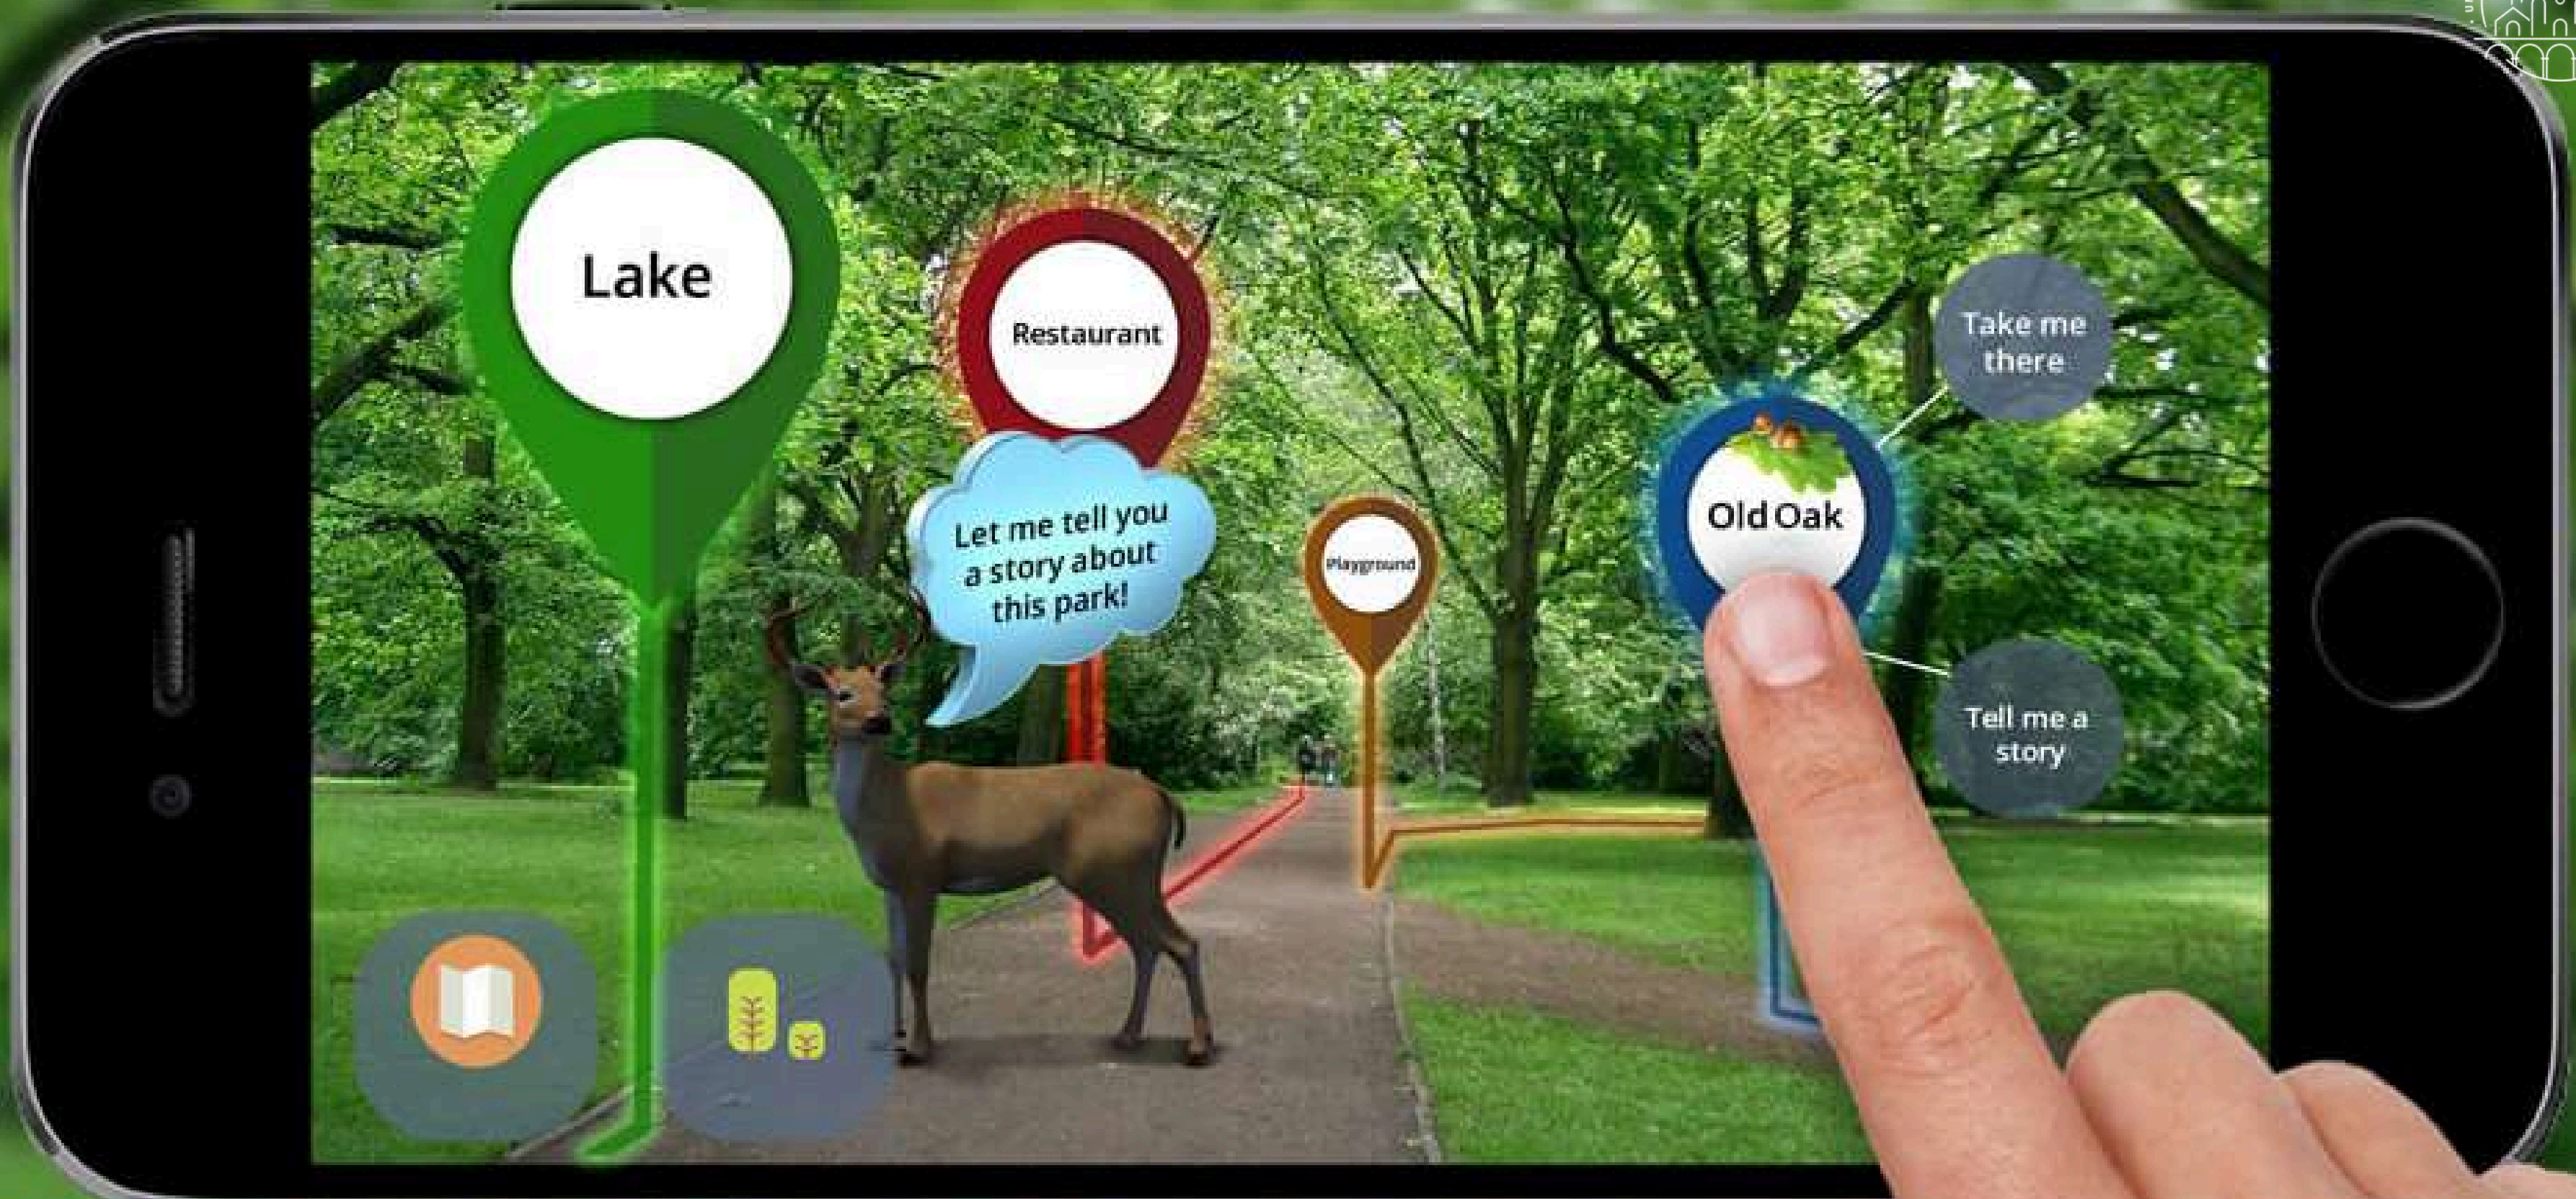 Lake
Restaurant
Let me tell you
a story about
this park!
Playground
Old Oak
Take me
there
Tell me a
story